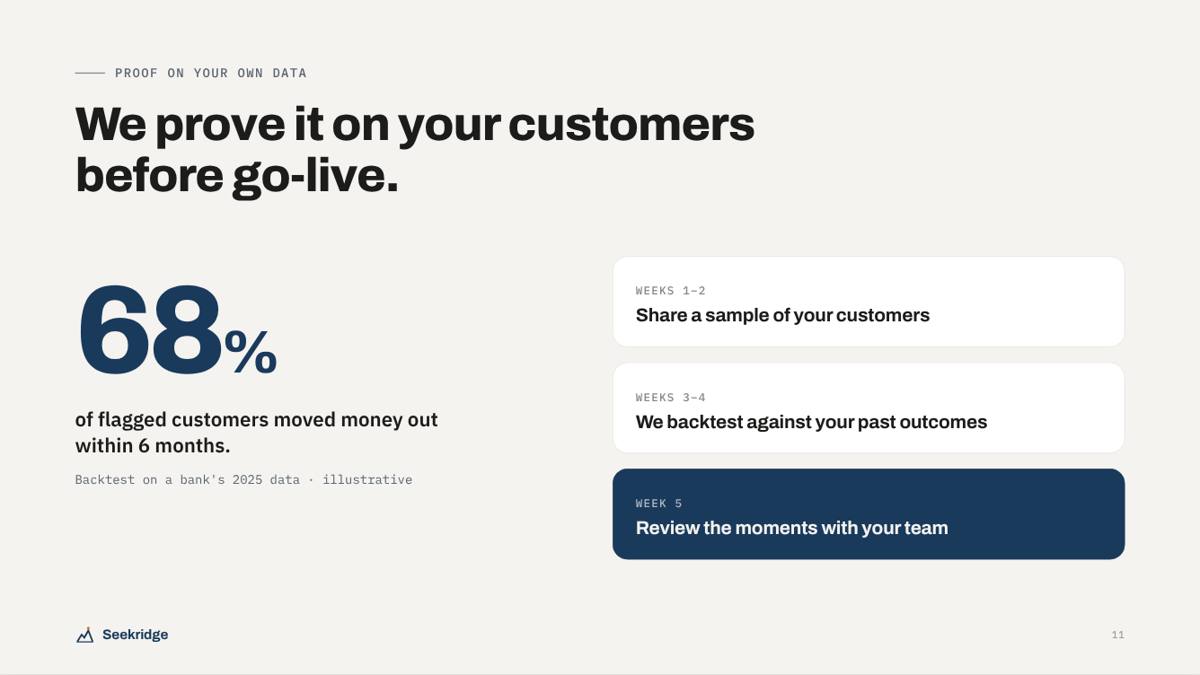 PROOF ON YOUR OWN DATA
We prove it on your customers
before go-live.
68%
of flagged customers moved money out
within 6 months.
Backtest on a bank's 2025 data · illustrative
WEEKS 1–2
Share a sample of your customers
WEEKS 3–4
We backtest against your past outcomes
WEEK 5
Review the moments with your team
Seekridge
11